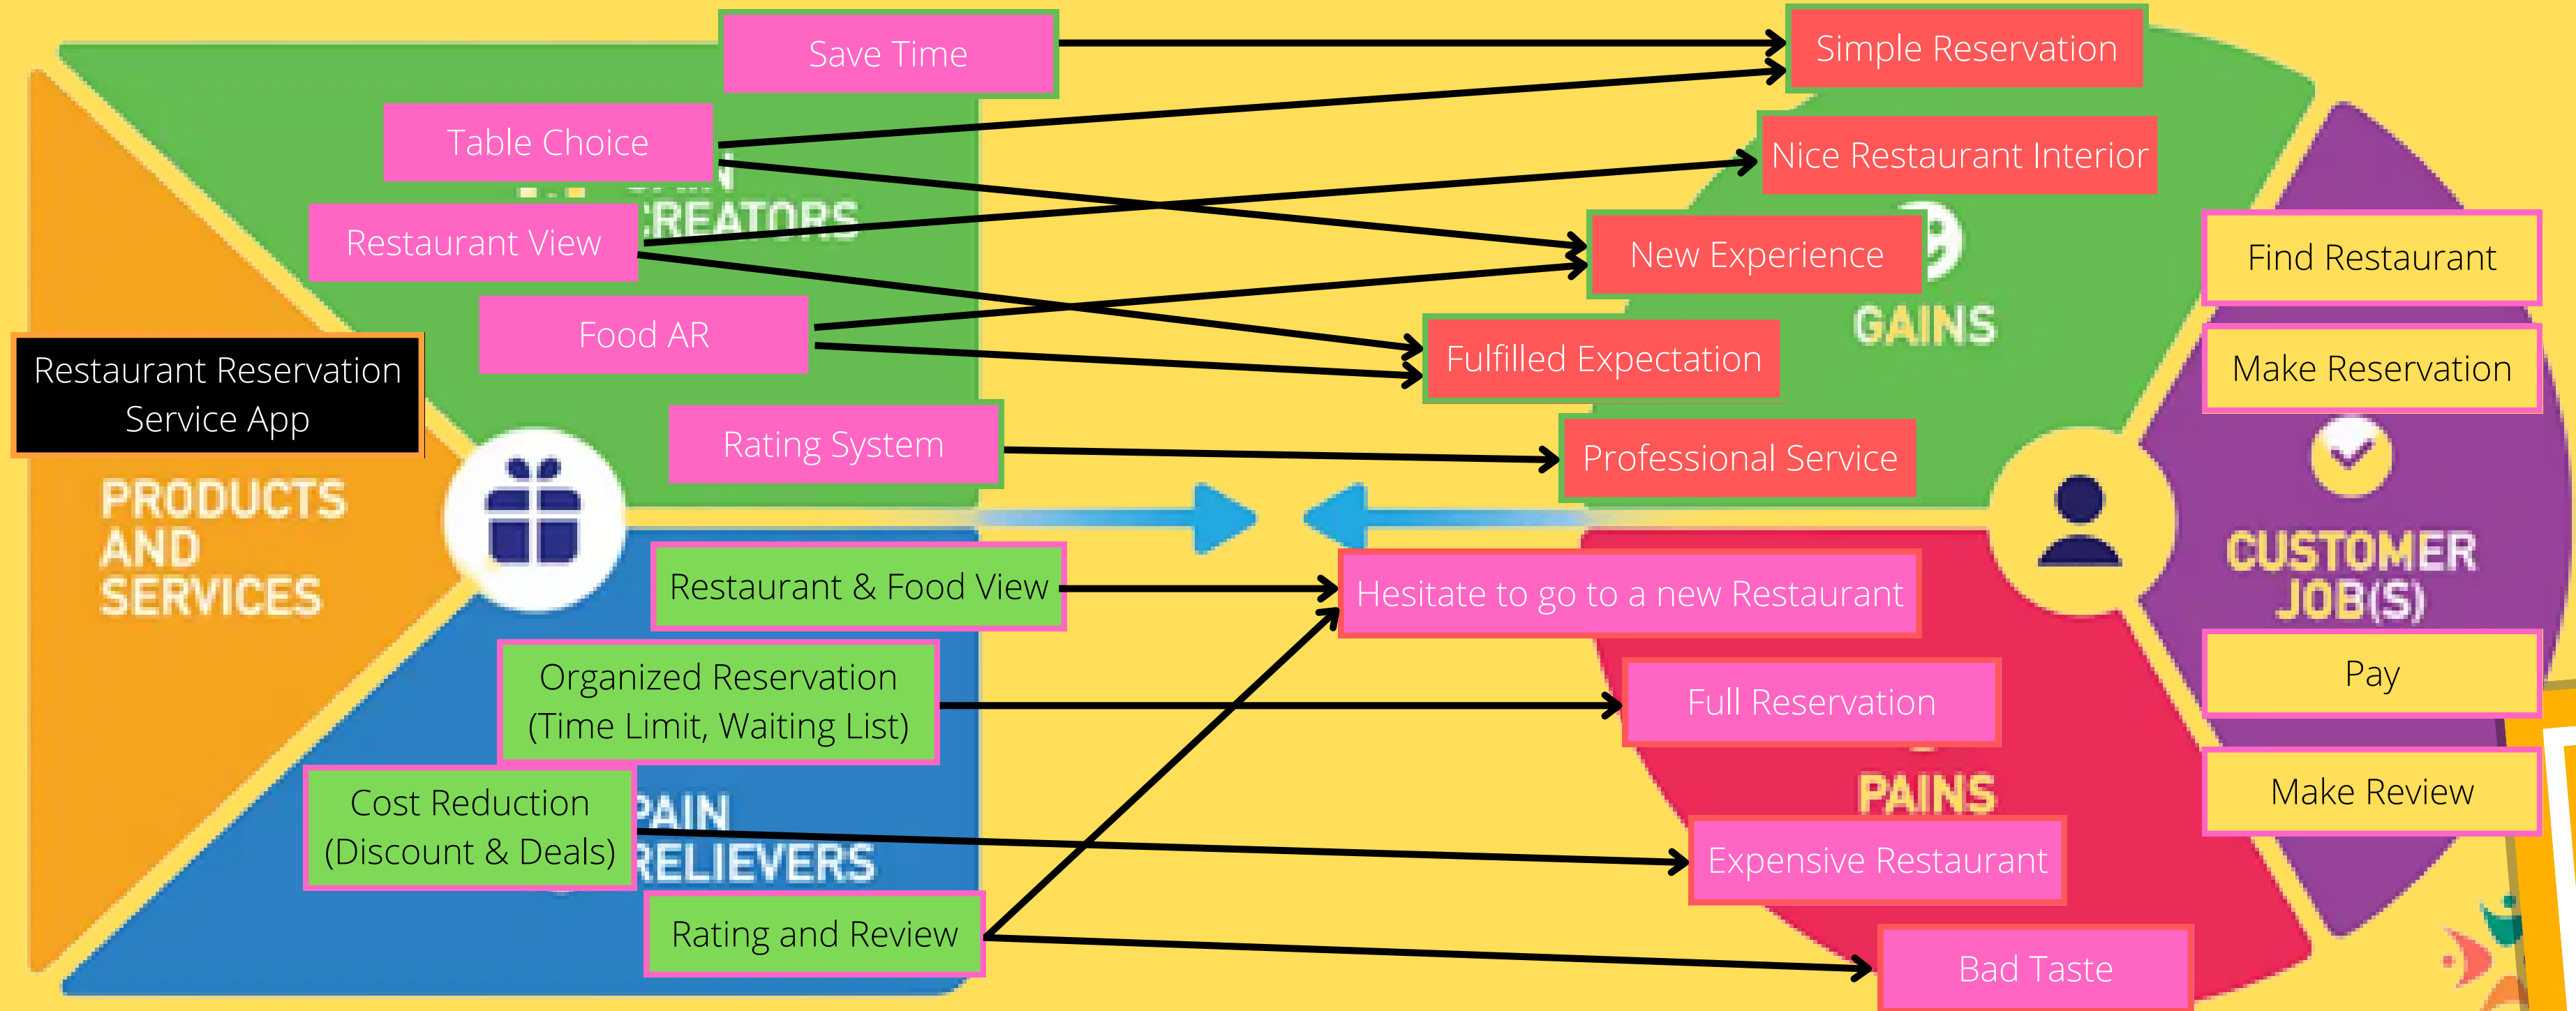 Save Time
Simple Reservation
Table Choice
Nice Restaurant Interior
CREATORS
Restaurant View
New Experience
Find Restaurant
GAINS
Food AR
Fulfilled Expectation
Make Reservation
Restaurant Reservation
Service App
Rating System
Professional Service
PRODUCTS
AND
SERVICES
CUSTOMER
JOB(S)
Restaurant & Food View
Hesitate to go to a new Restaurant
Organized Reservation
(Time Limit, Waiting List)
Full Reservation
Pay
Cost Reduction
(Discount & Deals)
PAIN
RELIEVERS
PAINS
Make Review
Expensive Restaurant
Rating and Review
Bad Taste